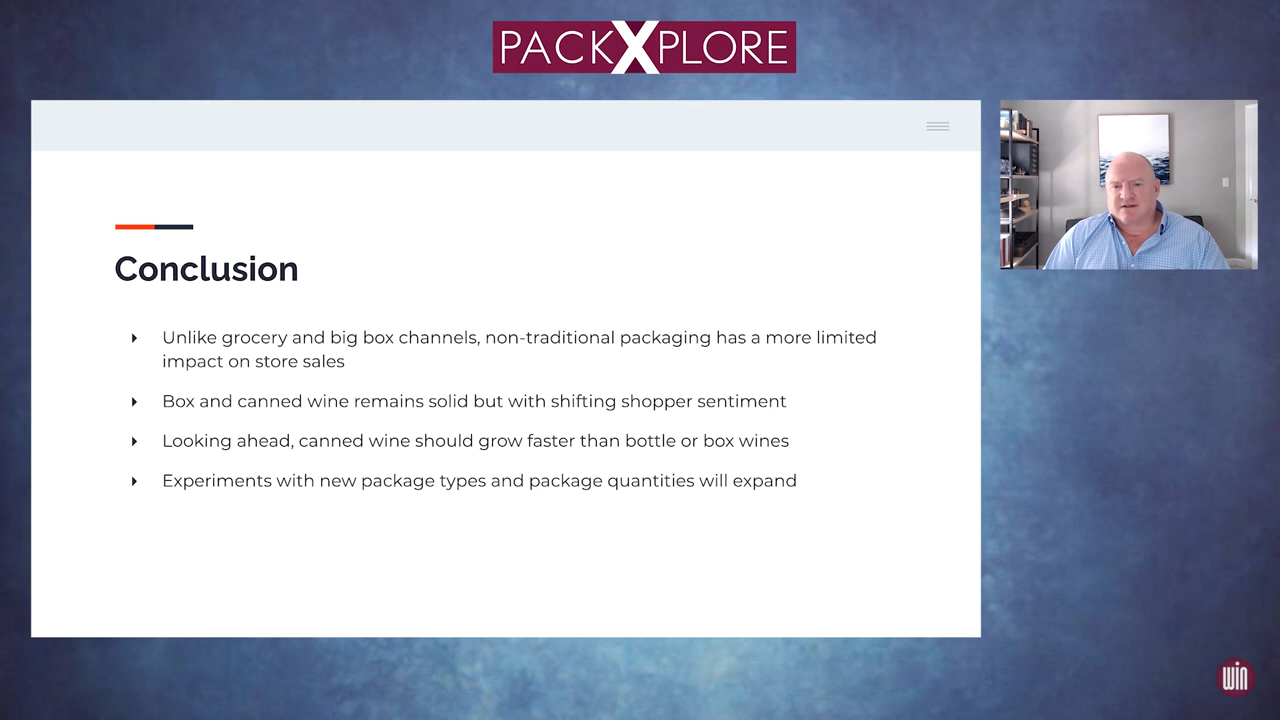 PACKXPLORE
Conclusion
Unlike grocery and big box channels, non-traditional packaging has a more limited
impact on store sales
Box and canned wine remains solid but with shifting shopper sentiment
Looking ahead, canned wine should grow faster than bottle or box wines
Experiments with new package types and package quantities will expand
win